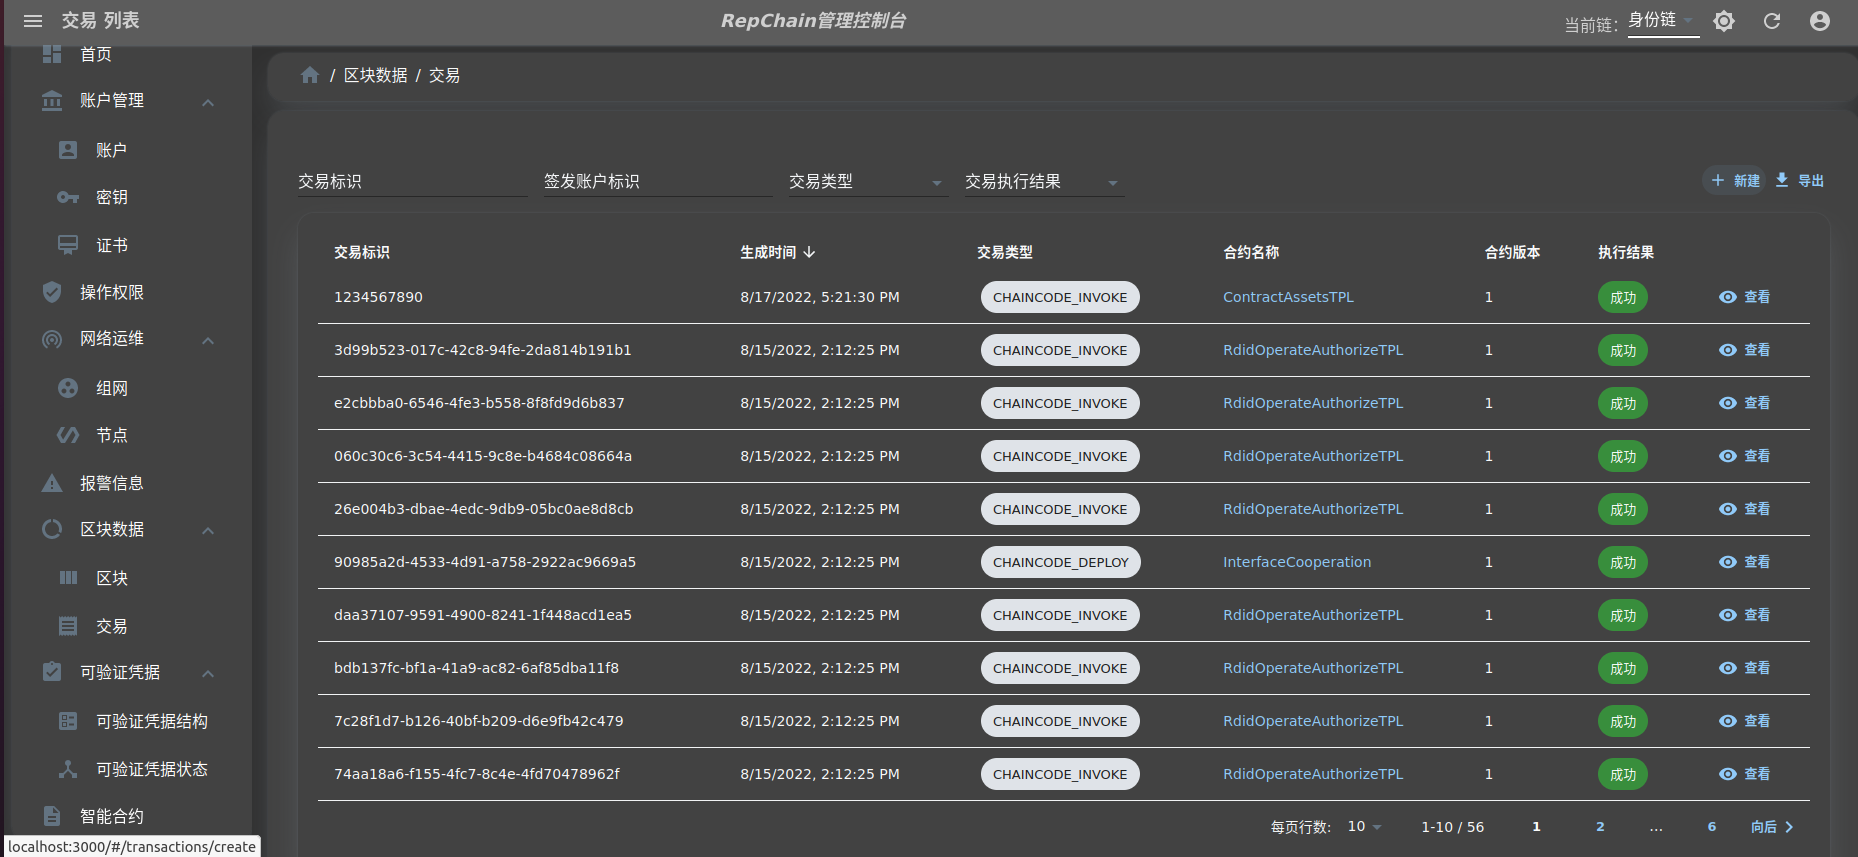 交易 列表
RepChain管理控制台
当前链：
身份链
首页
账户管理
账户
密钥
证书
操作权限
网络运维
组网
节点
报警信息
区块数据
区块
交易
可验证凭据
可验证凭据结构
可验证凭据状态
智能合约
localhost:3000/#/transactions/create
/ 区块数据 / 交易
交易标识
签发账户标识
交易类型
交易执行结果
新建
导出
交易标识 生成时间 交易类型 合约名称 合约版本 执行结果
1234567890 8/17/2022, 5:21:30 PM CHAINCODE_INVOKE ContractAssetsTPL 1 成功 查看
3d99b523-017c-42c8-94fe-2da814b191b1 8/15/2022, 2:12:25 PM CHAINCODE_INVOKE RdidOperateAuthorizeTPL 1 成功 查看
e2cbbba0-6546-4fe3-b558-8f8fd9d6b837 8/15/2022, 2:12:25 PM CHAINCODE_INVOKE RdidOperateAuthorizeTPL 1 成功 查看
060c30c6-3c54-4415-9c8e-b4684c08664a 8/15/2022, 2:12:25 PM CHAINCODE_INVOKE RdidOperateAuthorizeTPL 1 成功 查看
26e004b3-dbae-4edc-9db9-05bc0ae8d8cb 8/15/2022, 2:12:25 PM CHAINCODE_INVOKE RdidOperateAuthorizeTPL 1 成功 查看
90985a2d-4533-4d91-a758-2922ac9669a5 8/15/2022, 2:12:25 PM CHAINCODE_DEPLOY InterfaceCooperation 1 成功 查看
daa37107-9591-4900-8241-1f448acd1ea5 8/15/2022, 2:12:25 PM CHAINCODE_INVOKE RdidOperateAuthorizeTPL 1 成功 查看
bdb137fc-bf1a-41a9-ac82-6af85dba11f8 8/15/2022, 2:12:25 PM CHAINCODE_INVOKE RdidOperateAuthorizeTPL 1 成功 查看
7c28f1d7-b126-40bf-b209-d6e9fb42c479 8/15/2022, 2:12:25 PM CHAINCODE_INVOKE RdidOperateAuthorizeTPL 1 成功 查看
74aa18a6-f155-4fc7-8c4e-4fd70478962f 8/15/2022, 2:12:25 PM CHAINCODE_INVOKE RdidOperateAuthorizeTPL 1 成功 查看
每页行数: 10 1-10 / 56 1 2 ... 6 向后